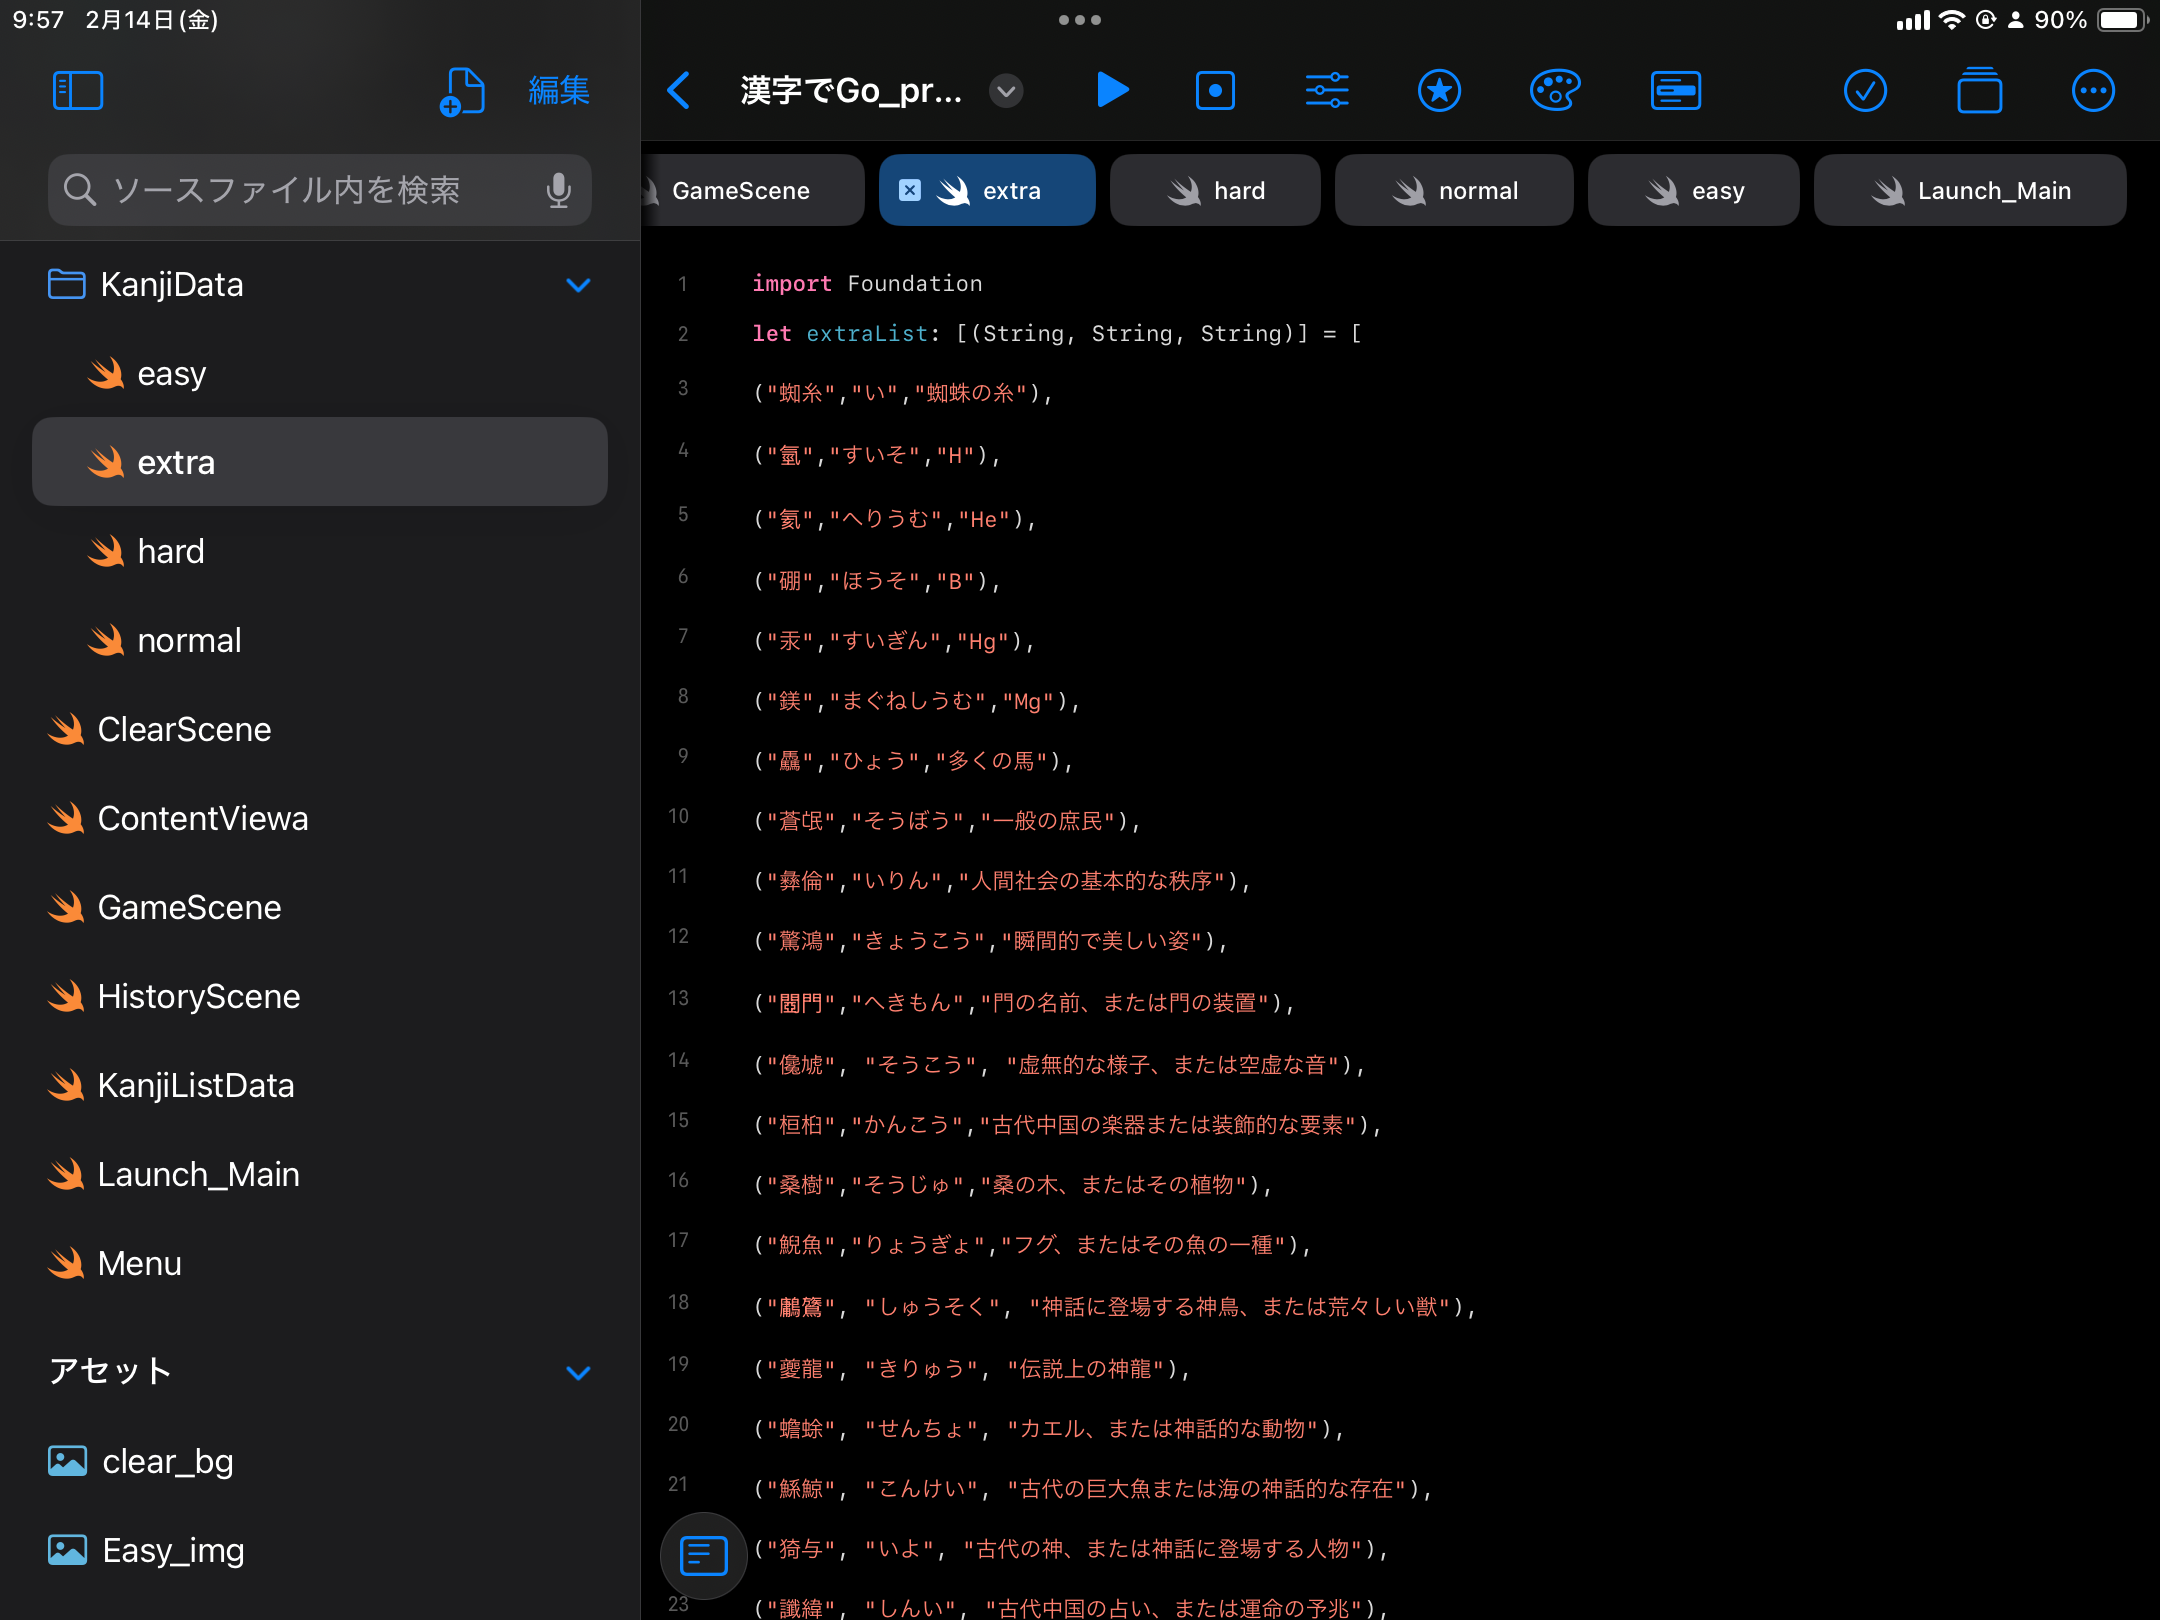 9:57 2月14日(金)
90%
編集
ソースファイル内を検索
KanjiData
easy
extra
hard
normal
ClearScene
ContentViewa
GameScene
HistoryScene
KanjiListData
Launch_Main
Menu
アセット
clear_bg
Easy_img
漢字でGo_pr...
GameScene
extra
hard
normal
easy
Launch_Main
1 import Foundation
2 let extraList: [(String, String, String)] = [
3 ("蜘糸","い","蜘蛛の糸"),
4 ("氫","すいそ","H"),
5 ("氦","へりうむ","He"),
6 ("硼","ほうそ","B"),
7 ("汞","すいぎん","Hg"),
8 ("鎂","まぐねしうむ","Mg"),
9 ("驫","ひょう","多くの馬"),
10 ("蒼氓","そうぼう","一般の庶民"),
11 ("彝倫","いりん","人間社会の基本的な秩序"),
12 ("驚鴻","きょうこう","瞬間的で美しい姿"),
13 ("門","へきもん","門の名前、または門の装置"),
14 ("", "そうこう", "虚無的な様子、または空虚な音"),
15 ("桓","かんこう","古代中国の楽器または装飾的な要素"),
16 ("桑樹","そうじゅ","桑の木、またはその植物"),
17 ("鯢魚","りょうぎょ","フグ、またはその魚の一種"),
18 ("", "しゅうそく", "神話に登場する神鳥、または荒々しい獣"),
19 ("夔龍", "きりゅう", "伝説上の神龍"),
20 ("蟾蜍", "せんちょ", "カエル、または神話的な動物"),
21 ("鯀鯨", "こんけい", "古代の巨大魚または海の神話的な存在"),
("猗与", "いよ", "古代の神、または神話に登場する人物"),
23 ("讖緯", "しんい", "古代中国の占い、または運命の予兆"),